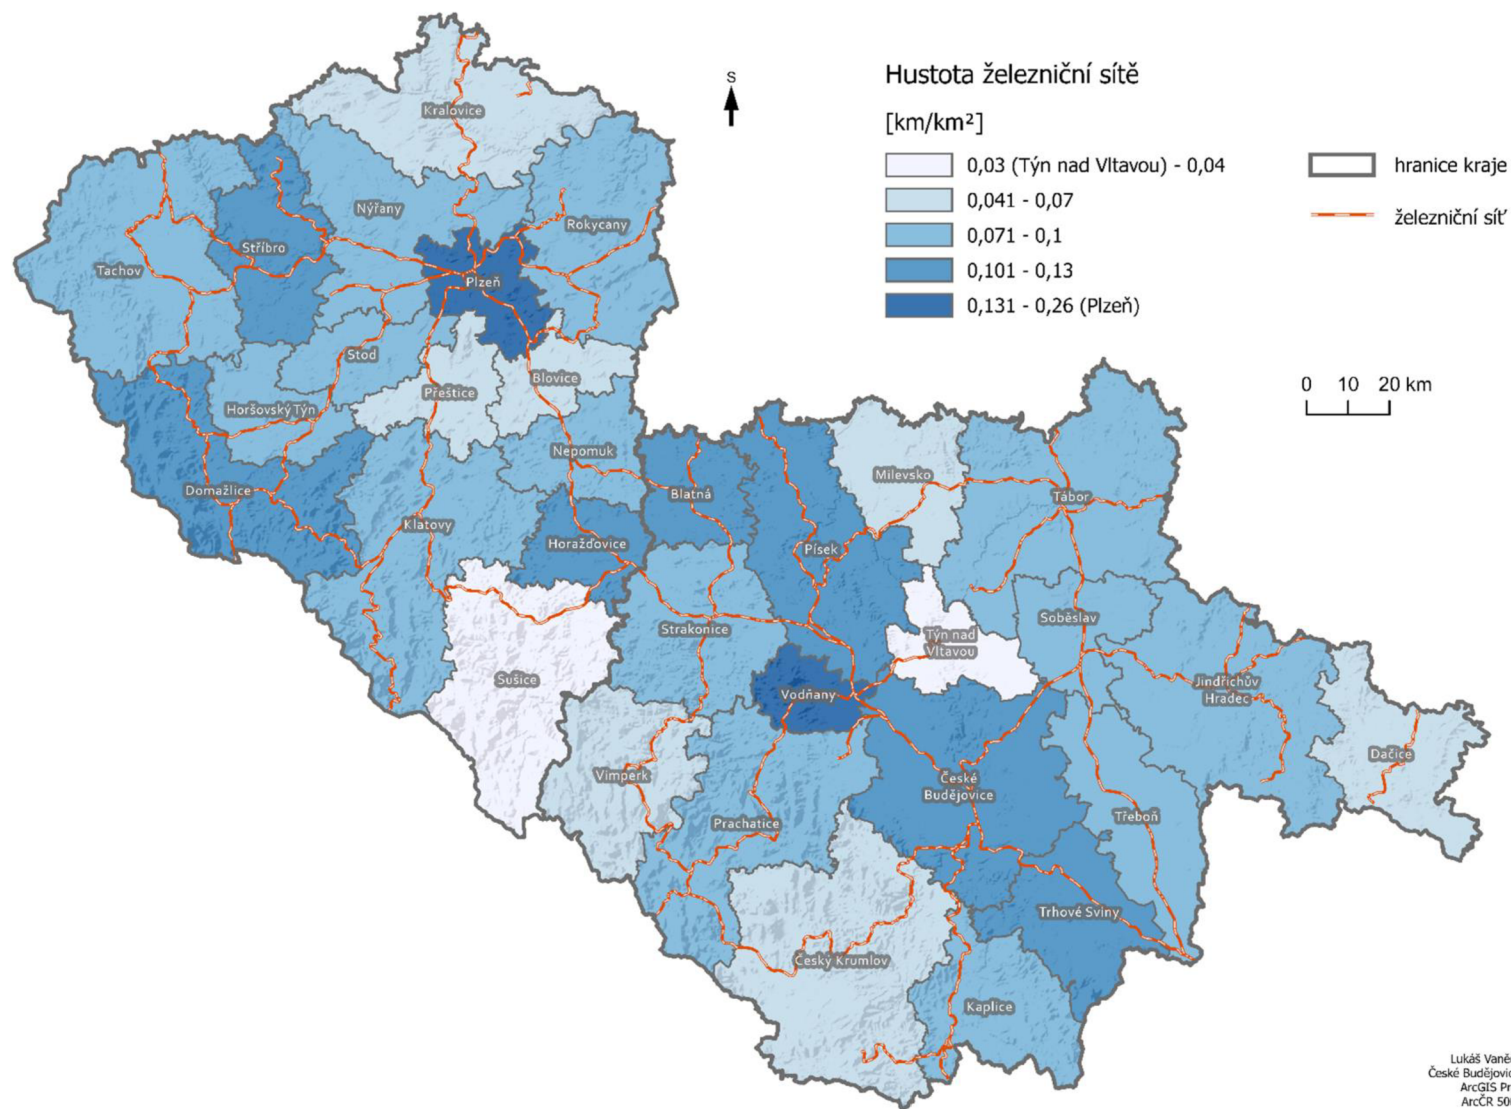 Hustota železniční sítě
[km/km²]
0,03 (Týn nad Vltavou) - 0,04
0,041 - 0,07
0,071 - 0,1
0,101 - 0,13
0,131 - 0,26 (Plzeň)
hranice kraje
železniční síť
S
0 10 20 km
Kralovice
Nýřany
Rokycany
Stříbro
Tachov
Plzeň
Stod
Blovice
Přeštice
Horšovský Týn
Nepomuk
Domažlice
Klatovy
Horažďovice
Blatná
Milevsko
Tábor
Písek
Strakonice
Týn nad
Vltavou
Soběslav
Sušice
Vodňany
Jindřichův
Hradec
Vimperk
České
Budějovice
Dačice
Prachatice
Třeboň
Trhové Sviny
Český Krumlov
Kaplice
Lukáš
České
ArcGIS
ArcČR